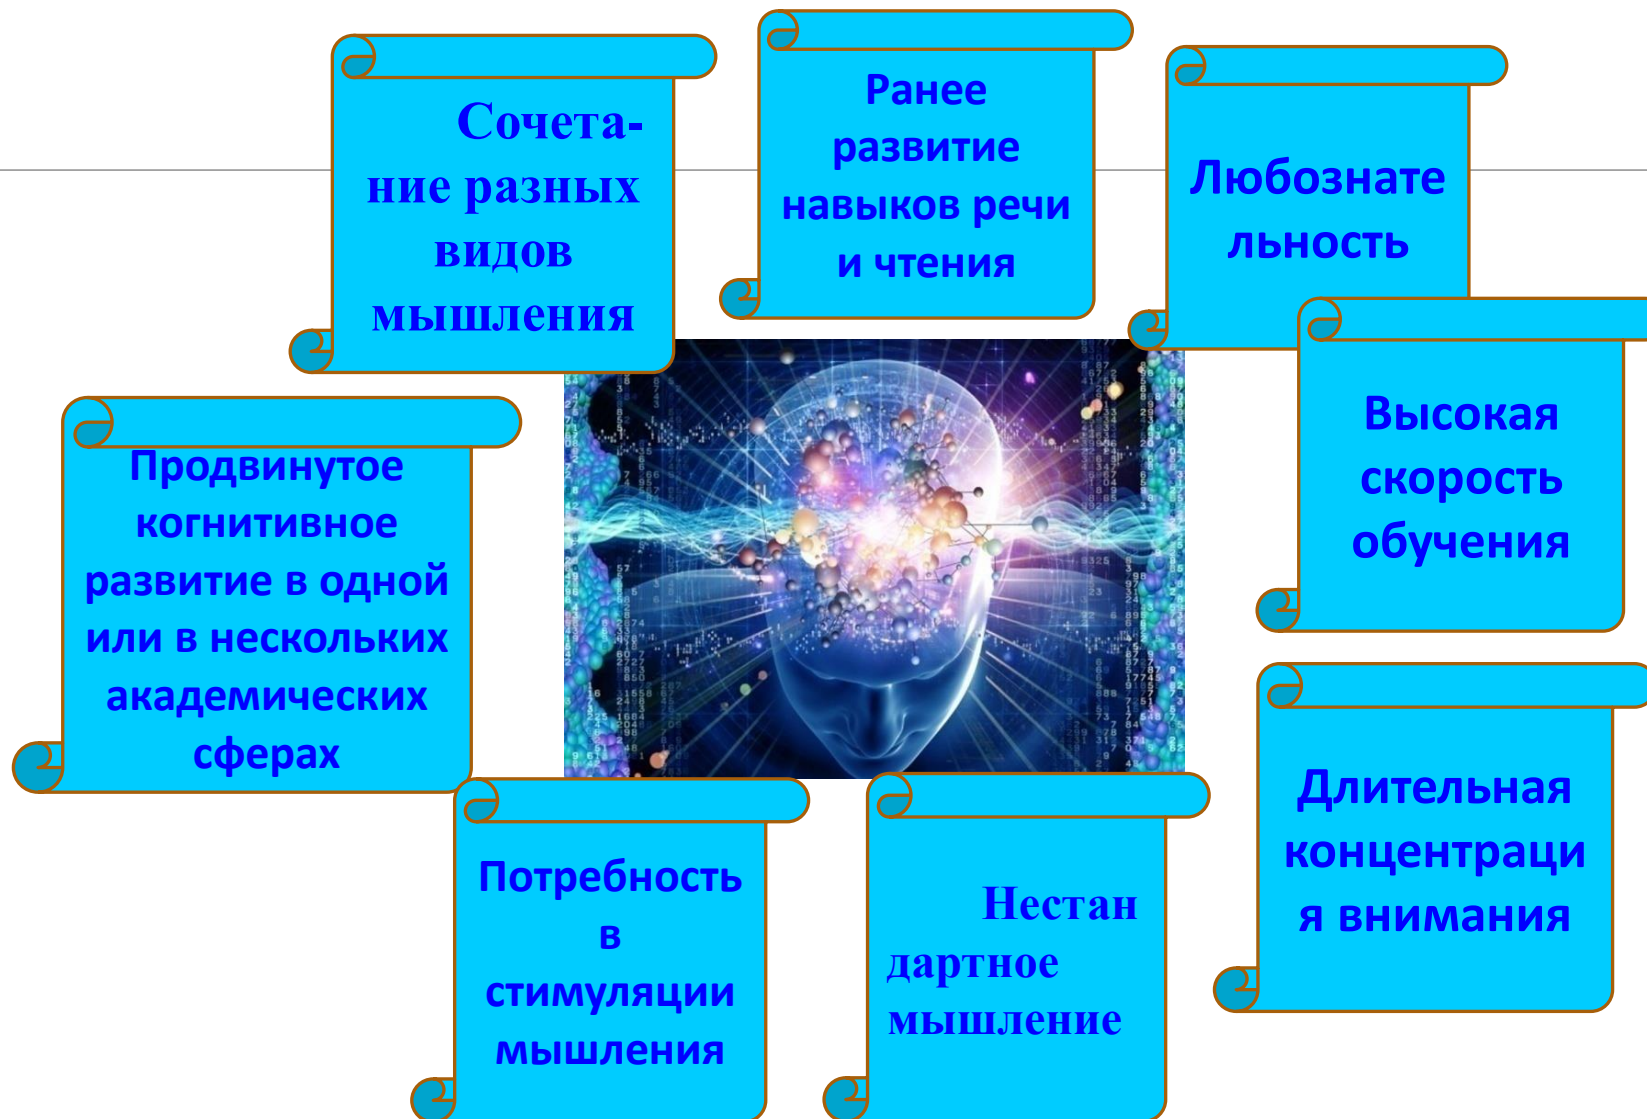 Сочета-
ние разных
видов
мышления
Ранее
развитие
навыков речи
и чтения
Любознате
льность
Высокая
скорость
обучения
Продвинутое
когнитивное
развитие в одной
или в нескольких
академических
сферах
Длительная
концентраци
я внимания
Потребность
в
стимуляции
мышления
Нестан
дартное
мышление